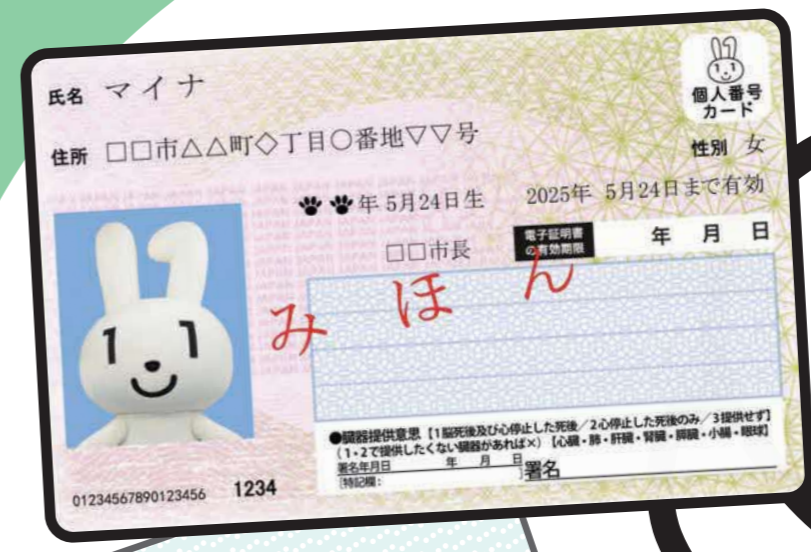 氏名 マイナ
個人番号
カード
住所 □□市△△町◇丁目○番地▽▽号
性別 女
年 5月24日生 2025年 5月24日まで有効
□□市長
電子証明書
の有効期限
年 月 日
みほん
●臓器提供意思【1脳死後及び心停止した死後/2心停止した死後のみ/3提供せず】
(1・2で提供したくない臓器があれば×)【心臓・肺・肝臓・腎臓・膵臓・小腸・眼球】
署名年月日 年 月 日
[特記欄: ]署名
01234567890123456 1234
JAPAN